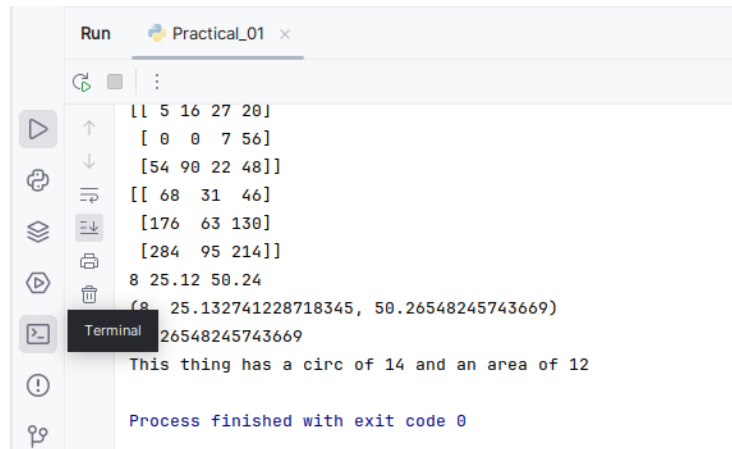 Run Practical_01
[[ 5 16 27 20]
[ 0 0 7 56]
[54 90 22 48]]
[[ 68 31 46]
[176 63 130]
[284 95 214]]
8 25.12 50.24
(8, 25.132741228718345, 50.26548245743669)
Terminal
26548245743669
This thing has a circ of 14 and an area of 12
Process finished with exit code 0